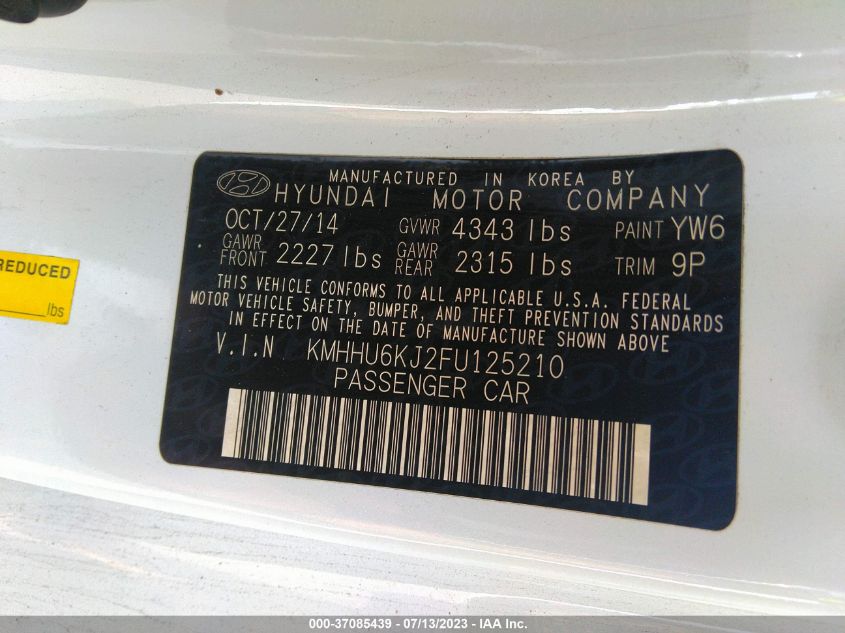 MANUFACTURED IN KOREA BY
HYUNDAI MOTOR COMPANY
OCT/27/14 GVWR 4343 lbs PAINT YW6
GAWR FRONT 2227 lbs GAWR REAR 2315 lbs TRIM 9P
THIS VEHICLE CONFORMS TO ALL APPLICABLE U.S.A. FEDERAL
MOTOR VEHICLE SAFETY, BUMPER, AND THEFT PREVENTION STANDARDS
IN EFFECT ON THE DATE OF MANUFACTURE SHOWN ABOVE
V.I.N KMHHU6KJ2FU125210
PASSENGER CAR
REDUCED
lbs
000-37085439 - 07/13/2023 - IAA Inc.